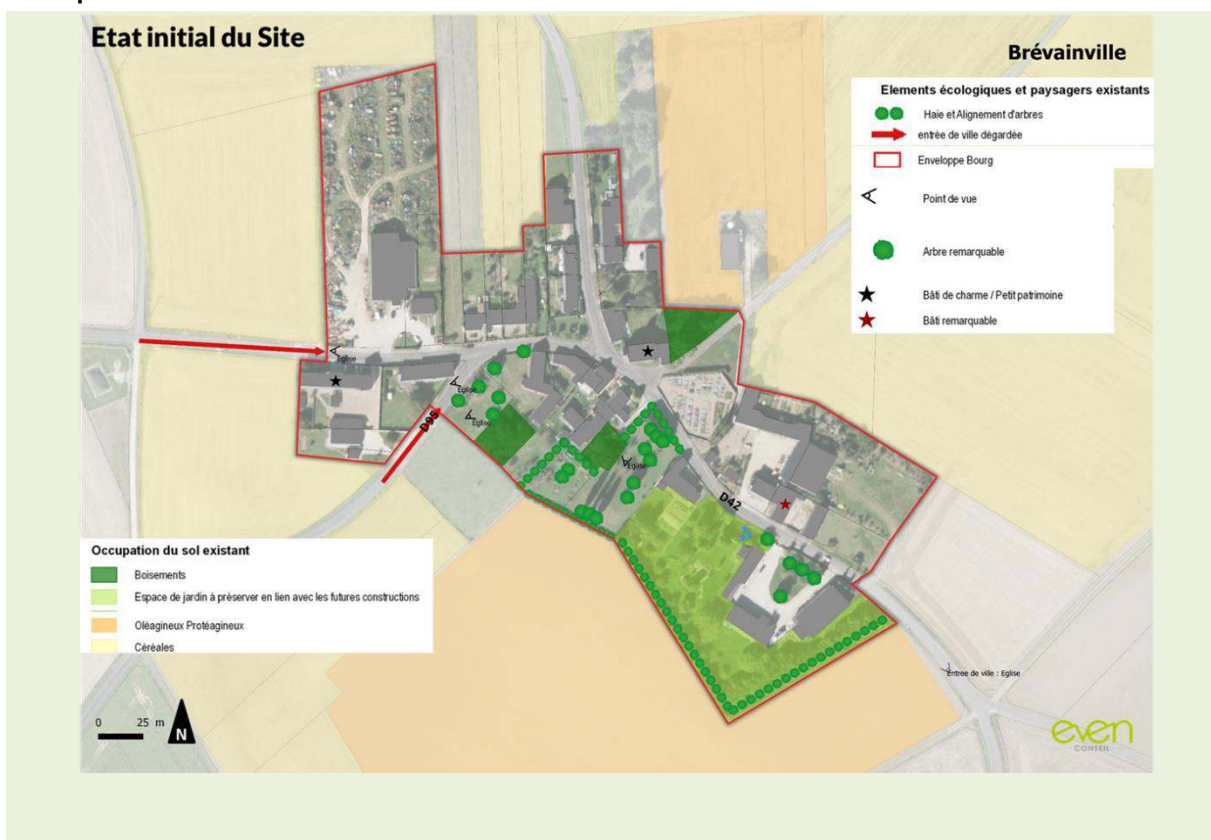 Etat initial du Site
Brévainville
Elements écologiques et paysagers existants
Haie et Alignement d'arbres
entrée de ville dégardée
Enveloppe Bourg
Point de vue
Arbre remarquable
Bâti de charme / Petit patrimoine
Bâti remarquable
Eglise
Eglise
Eglise
D95
Eglise
D42
Entree de ville : Eglise
Occupation du sol existant
Boisements
Espace de jardin à préserver en lien avec les futures constructions
Oléagineux Protéagineux
Céréales
0 25 m
N
even
CONSEIL